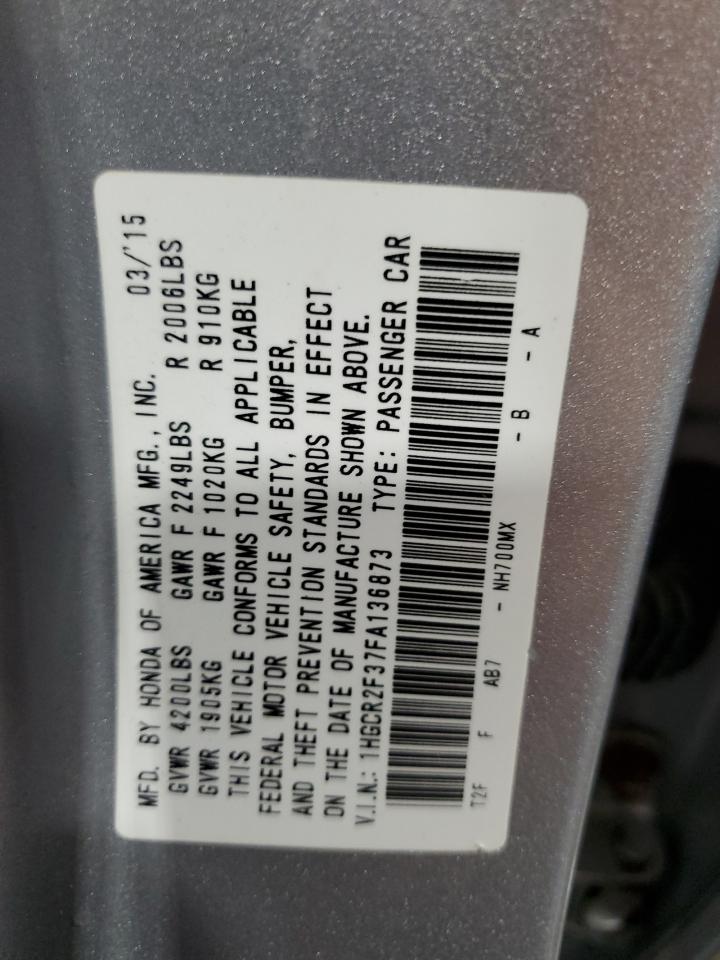 MFD. BY HONDA OF AMERICA MFG., INC. 03/'15
GVWR 4200LBS GAWR F 2249LBS R 2006LBS
GVWR 1905KG GAWR F 1020KG R 910KG
THIS VEHICLE CONFORMS TO ALL APPLICABLE
FEDERAL MOTOR VEHICLE SAFETY, BUMPER,
AND THEFT PREVENTION STANDARDS IN EFFECT
ON THE DATE OF MANUFACTURE SHOWN ABOVE.
V.I.N.: 1HGCR2F37FA136873 TYPE: PASSENGER CAR
T2F F AB7 - NH700MX - B - A